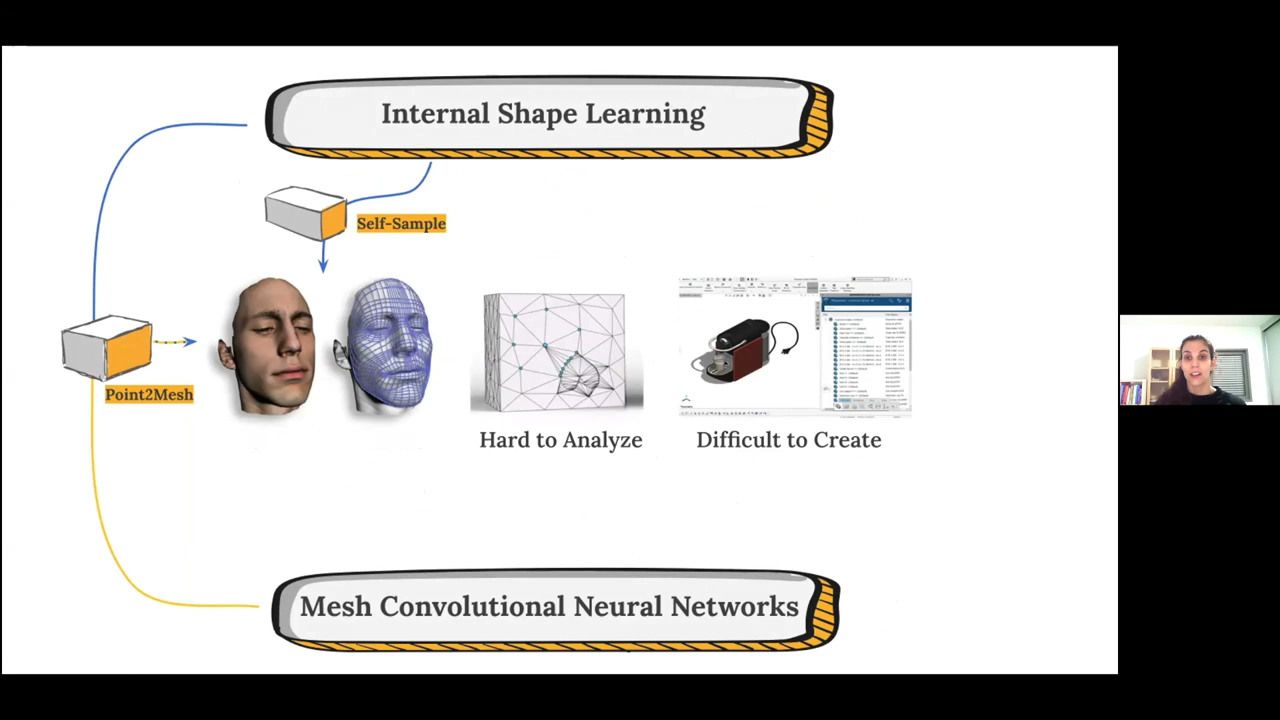 Internal Shape Learning
Self-Sample
Point2Mesh
Hard to Analyze
Difficult to Create
Mesh Convolutional Neural Networks